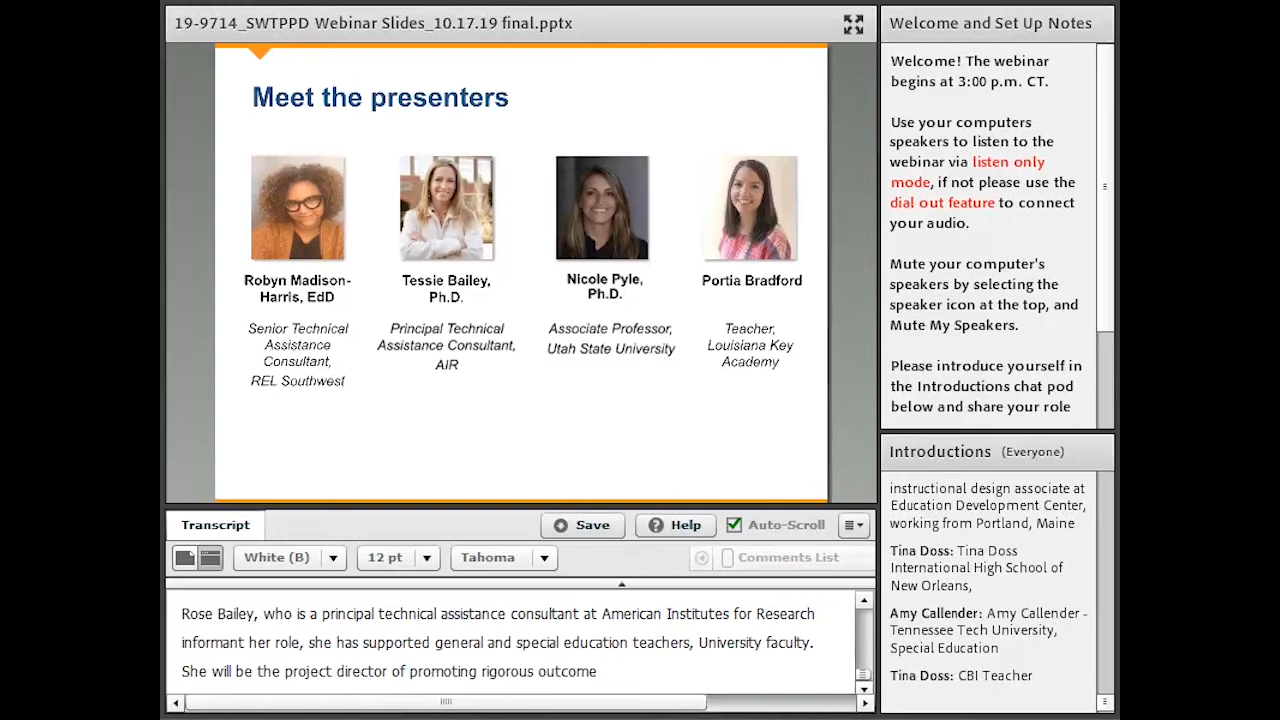 19-9714_SWTPPD Webinar Slides_10.17.19 final.pptx
Meet the presenters
Robyn Madison-
Harris, EdD
Senior Technical
Assistance
Consultant,
REL Southwest
Tessie Bailey,
Ph.D.
Principal Technical
Assistance Consultant,
AIR
Nicole Pyle,
Ph.D.
Associate Professor,
Utah State University
Portia Bradford
Teacher,
Louisiana Key
Academy
Transcript
Save
Help
Auto-Scroll
White (B)
12 pt
Tahoma
Comments List
Rose Bailey, who is a principal technical assistance consultant at American Institutes for Research
informant her role, she has supported general and special education teachers, University faculty.
She will be the project director of promoting rigorous outcome
Welcome and Set Up Notes
Welcome! The webinar
begins at 3:00 p.m. CT.
Use your computers
speakers to listen to the
webinar via listen only
mode, if not please use the
dial out feature to connect
your audio.
Mute your computer's
speakers by selecting the
speaker icon at the top, and
Mute My Speakers.
Please introduce yourself in
the Introductions chat pod
below and share your role
Introductions (Everyone)
instructional design associate at
Education Development Center,
working from Portland, Maine
Tina Doss: Tina Doss
International High School of
New Orleans,
Amy Callender: Amy Callender -
Tennessee Tech University,
Special Education
Tina Doss: CBI Teacher